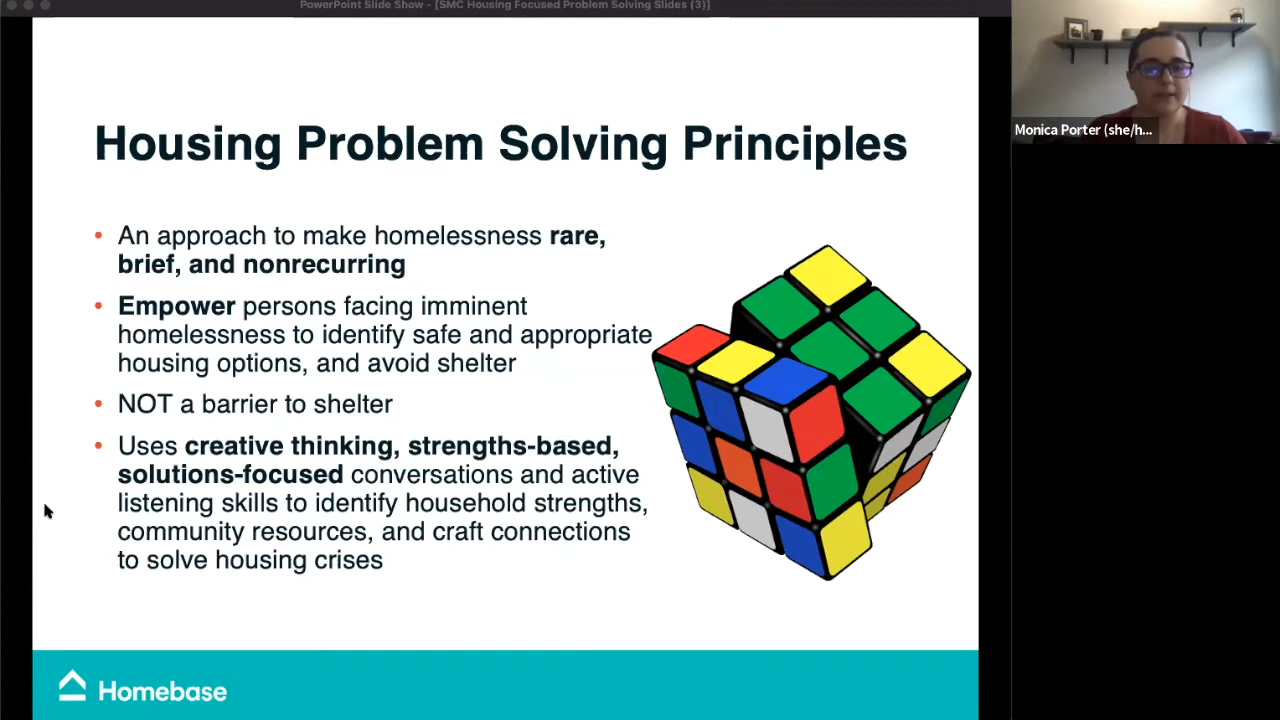 PowerPoint Slide Show - [SMC Housing Focused Problem Solving Slides (3)]
Monica Porter (she/h...
Housing Problem Solving Principles
• An approach to make homelessness rare,
brief, and nonrecurring
• Empower persons facing imminent
homelessness to identify safe and appropriate
housing options, and avoid shelter
• NOT a barrier to shelter
• Uses creative thinking, strengths-based,
solutions-focused conversations and active
listening skills to identify household strengths,
community resources, and craft connections
to solve housing crises
Homebase